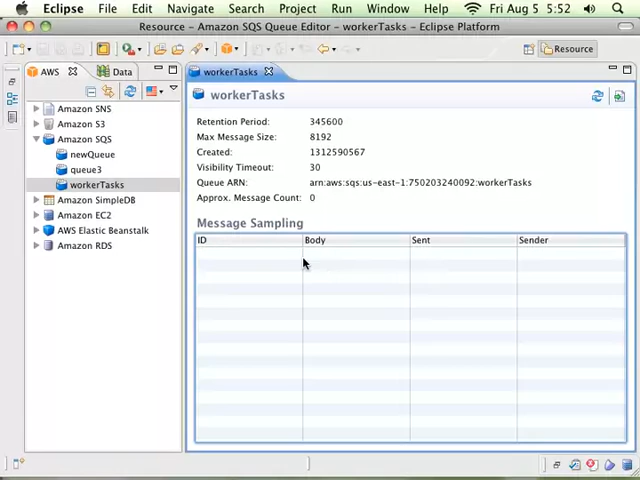 Eclipse File Edit Navigate Search Project Run Window Help Fri Aug 5 5:52
Resource - Amazon SQS Queue Editor - workerTasks - Eclipse Platform
Resource
AWS Data
workerTasks
Amazon SNS
Amazon S3
Amazon SQS
newQueue
queue3
workerTasks
Amazon SimpleDB
Amazon EC2
AWS Elastic Beanstalk
Amazon RDS
workerTasks
Retention Period: 345600
Max Message Size: 8192
Created: 1312590567
Visibility Timeout: 30
Queue ARN: arn:aws:sqs:us-east-1:750203240092:workerTasks
Approx. Message Count: 0
Message Sampling
ID Body Sent Sender